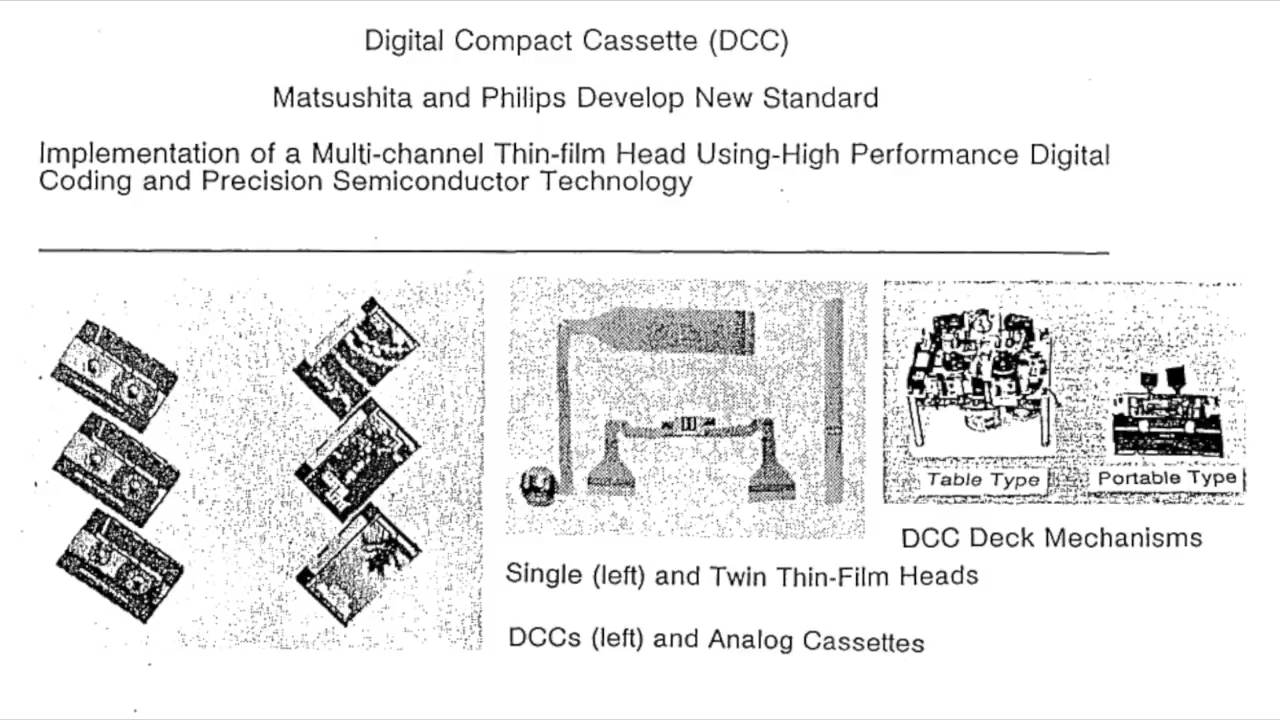 Digital Compact Cassette (DCC)
Matsushita and Philips Develop New Standard
Implementation of a Multi-channel Thin-film Head Using-High Performance Digital
Coding and Precision Semiconductor Technology
Table Type
Portable Type
DCC Deck Mechanisms
Single (left) and Twin Thin-Film Heads
DCCs (left) and Analog Cassettes